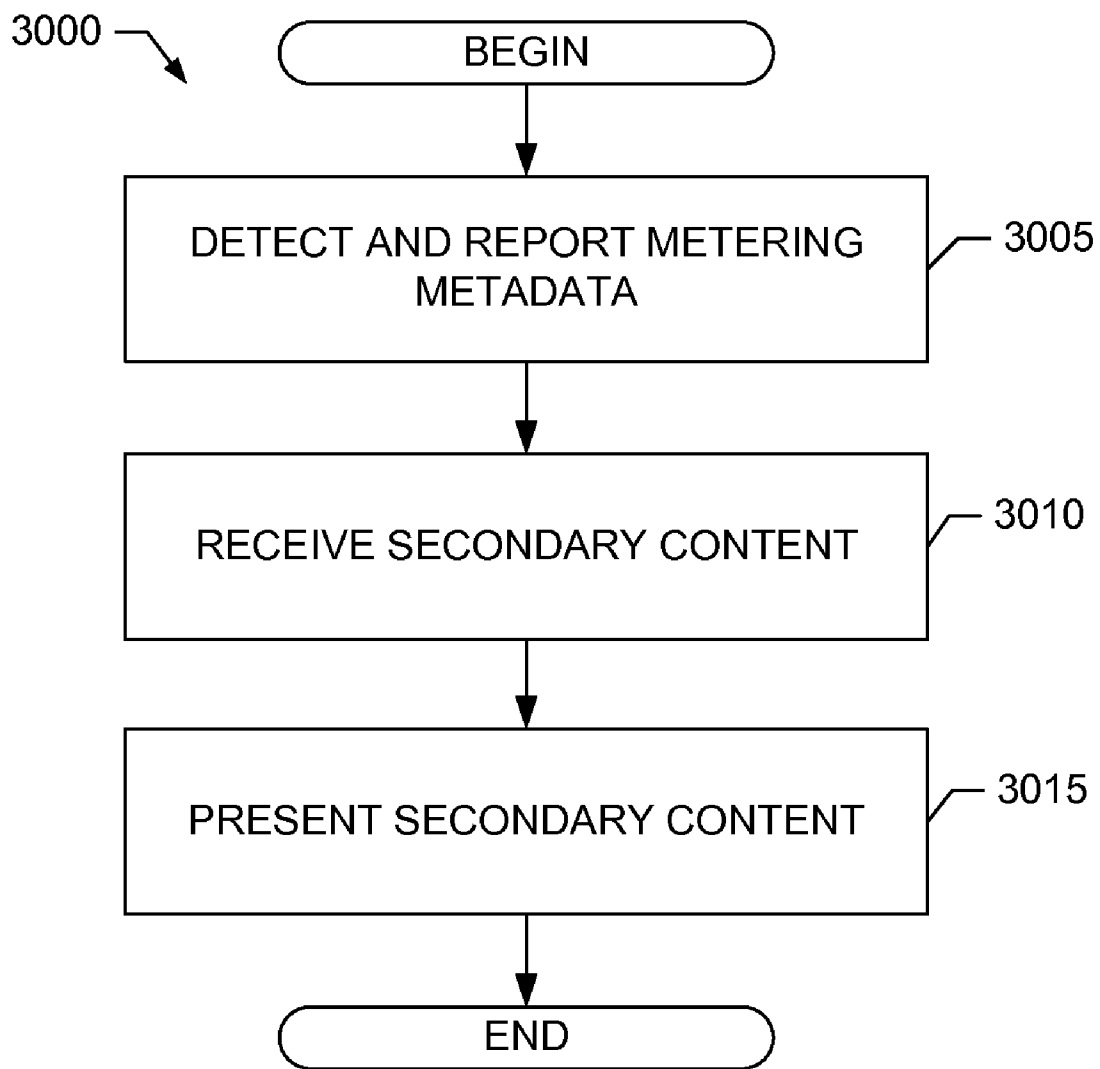 3000
BEGIN
DETECT AND REPORT METERING
METADATA
3005
RECEIVE SECONDARY CONTENT
3010
PRESENT SECONDARY CONTENT
3015
END